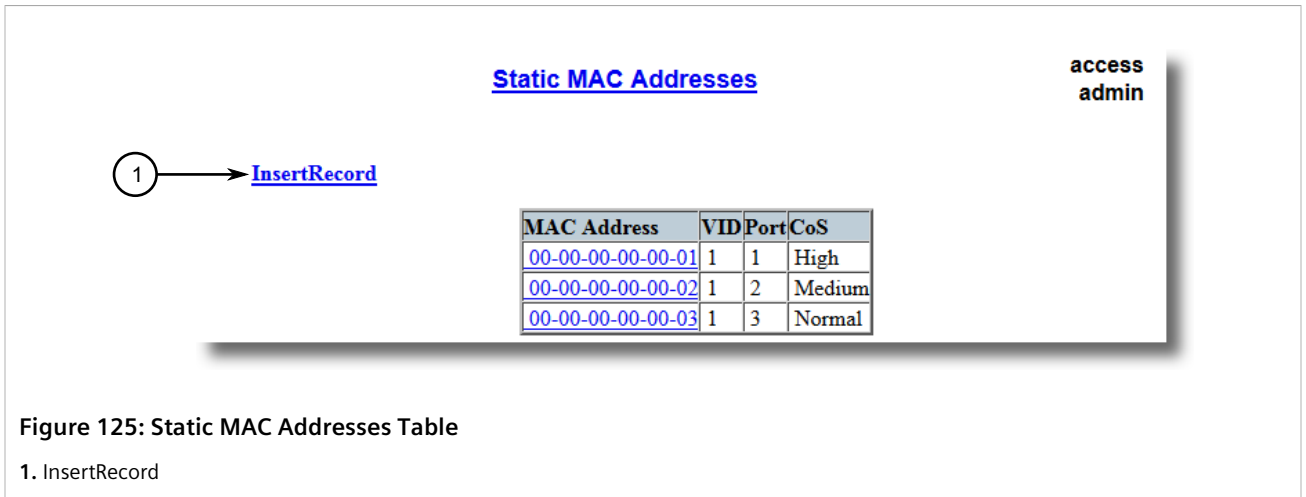 Static MAC Addresses
access
admin
1
InsertRecord
MAC Address VID Port CoS
00-00-00-00-00-01 1 1 High
00-00-00-00-00-02 1 2 Medium
00-00-00-00-00-03 1 3 Normal
Figure 125: Static MAC Addresses Table
1. InsertRecord